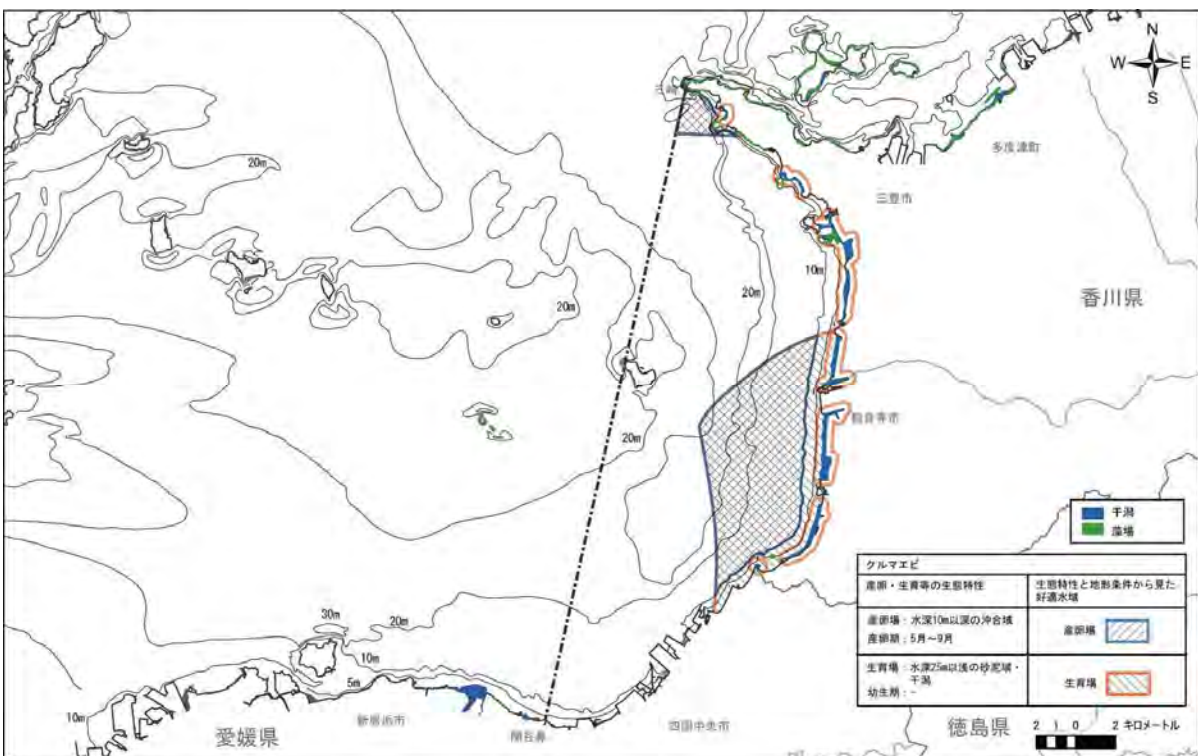 N
W E
S
三崎
20m
多度津町
三豊市
10m
20m
20m
香川県
20m
観音寺市
干潟
藻場
クルマエビ
産卵・生育等の生態特性
生態特性と地形条件から見た
好適水域
産卵場：水深10m以深の沖合域
産卵期：5月～9月
産卵場
生育場：水深25m以浅の砂泥域・
干潟
幼生期：-
生育場
30m
20m
10m
5m
10m
新居浜市
関谷鼻
四国中央市
愛媛県
徳島県
2 1 0 2 キロメートル